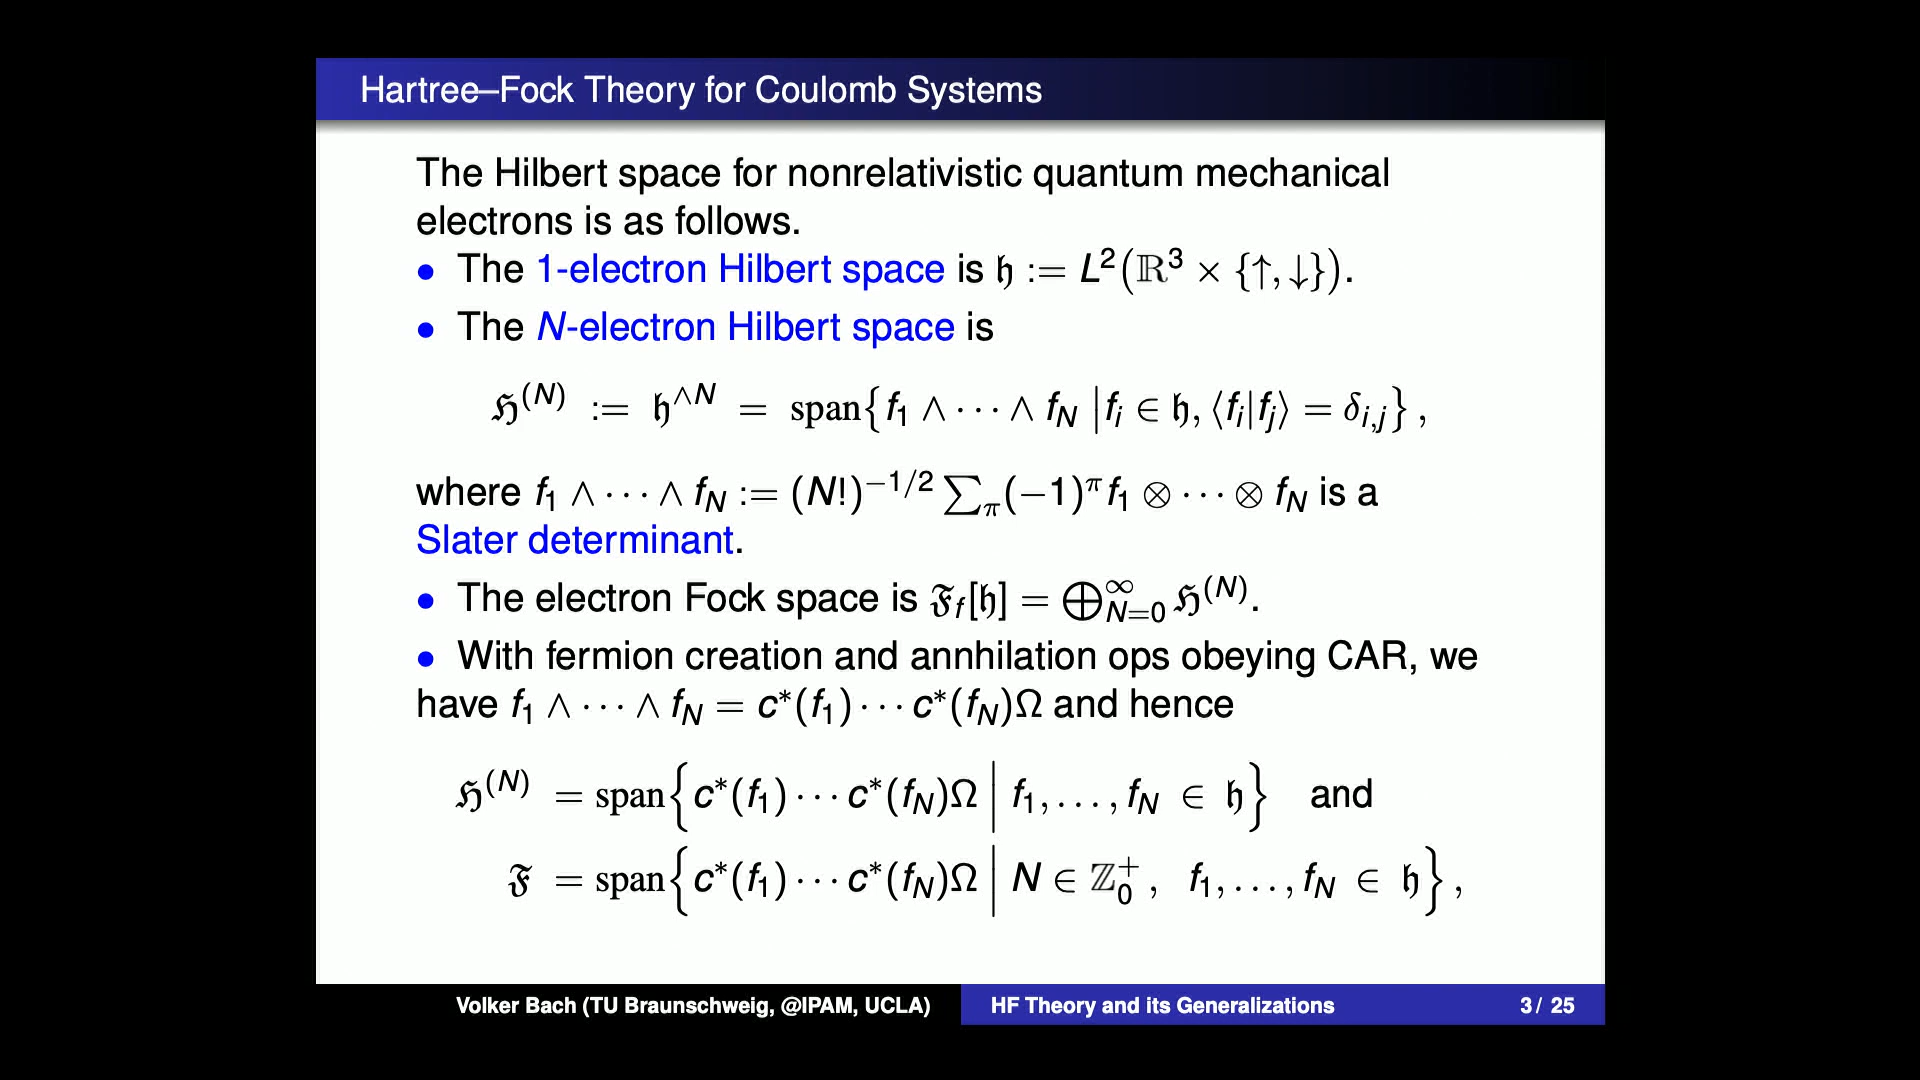 Hartree–Fock Theory for Coulomb Systems
The Hilbert space for nonrelativistic quantum mechanical
electrons is as follows.
• The 1-electron Hilbert space is 𝔥 := L²(ℝ³ × {↑, ↓}).
• The N-electron Hilbert space is
ℌ⁽ᴺ⁾ := 𝔥^{∧N} = span{f₁ ∧ ··· ∧ f_N | f_i ∈ 𝔥, ⟨f_i|f_j⟩ = δ_{i,j}} ,
where f₁ ∧ ··· ∧ f_N := (N!)^{−1/2} ∑_π (−1)^π f₁ ⊗ ··· ⊗ f_N is a
Slater determinant.
• The electron Fock space is 𝔉_f[𝔥] = ⨁_{N=0}^∞ ℌ⁽ᴺ⁾.
• With fermion creation and annhilation ops obeying CAR, we
have f₁ ∧ ··· ∧ f_N = c*(f₁) ··· c*(f_N)Ω and hence
ℌ⁽ᴺ⁾ = span{c*(f₁) ··· c*(f_N)Ω | f₁, . . . , f_N ∈ 𝔥} and
𝔉 = span{c*(f₁) ··· c*(f_N)Ω | N ∈ ℤ₀⁺ , f₁, . . . , f_N ∈ 𝔥} ,
Volker Bach (TU Braunschweig, @IPAM, UCLA) HF Theory and its Generalizations 3 / 25